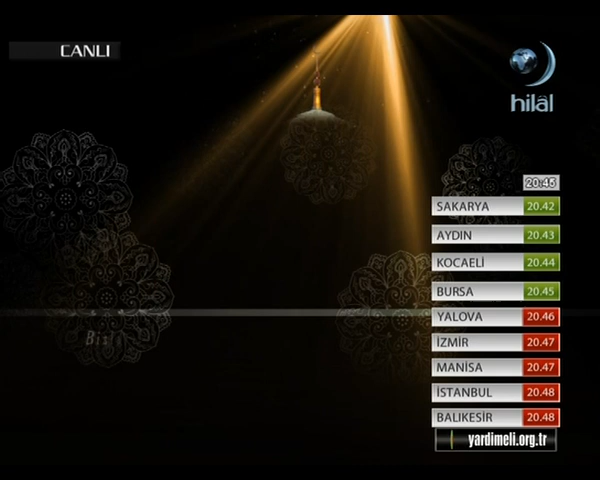 CANLI
hilâl
20:45
SAKARYA 20.42
AYDIN 20.43
KOCAELİ 20.44
BURSA 20.45
YALOVA 20.46
İZMİR 20.47
MANİSA 20.47
İSTANBUL 20.48
BALIKESİR 20.48
yardimeli.org.tr